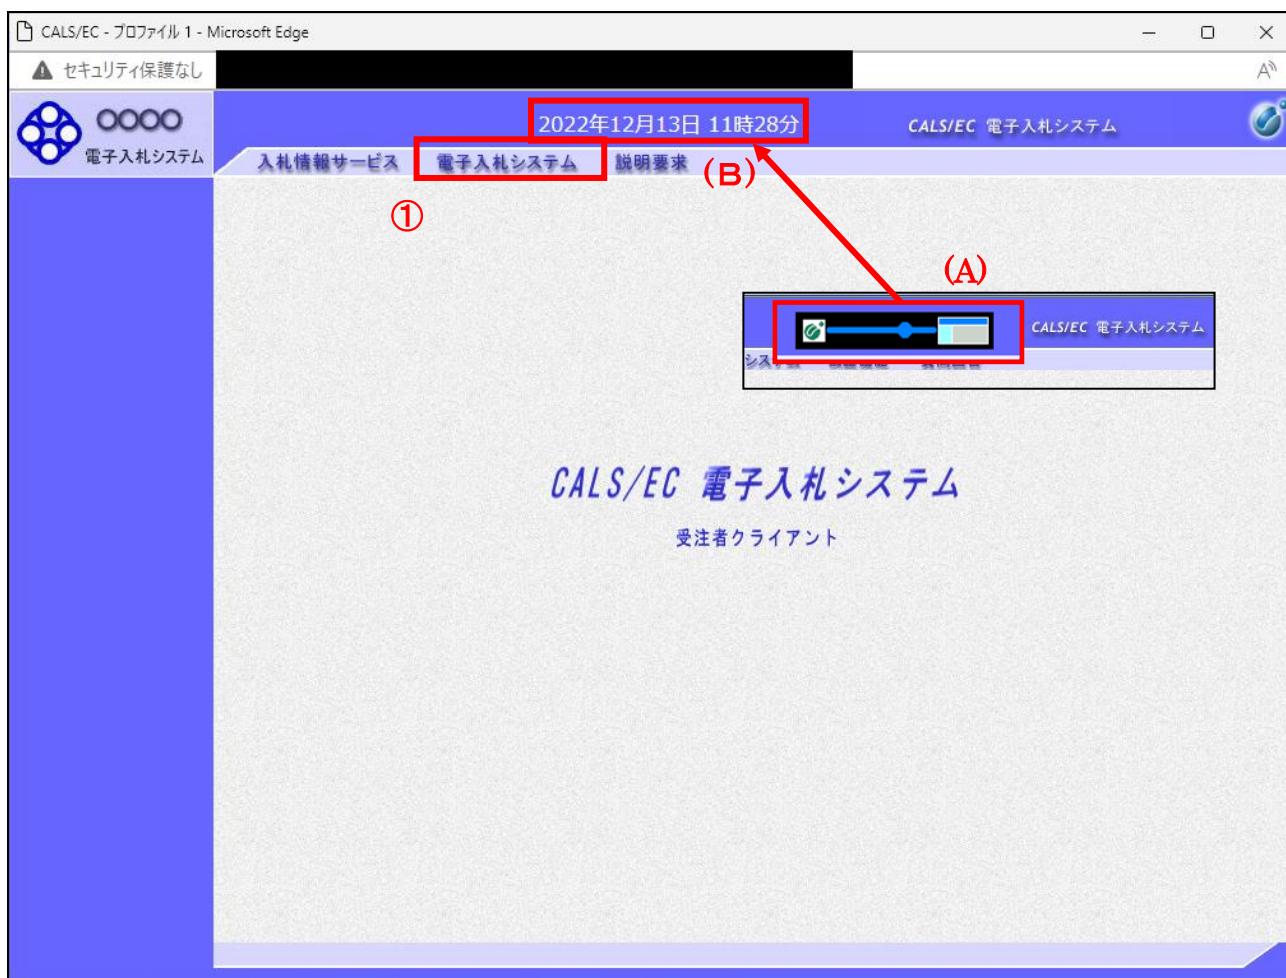 CALS/EC - プロファイル 1 - Microsoft Edge
セキュリティ保護なし
A
〇〇〇〇
電子入札システム
2022年12月13日 11時28分
CALS/EC 電子入札システム
入札情報サービス 電子入札システム 説明要求
(B)
①
(A)
CALS/EC 電子入札システム
システム
CALS/EC 電子入札システム
受注者クライアント